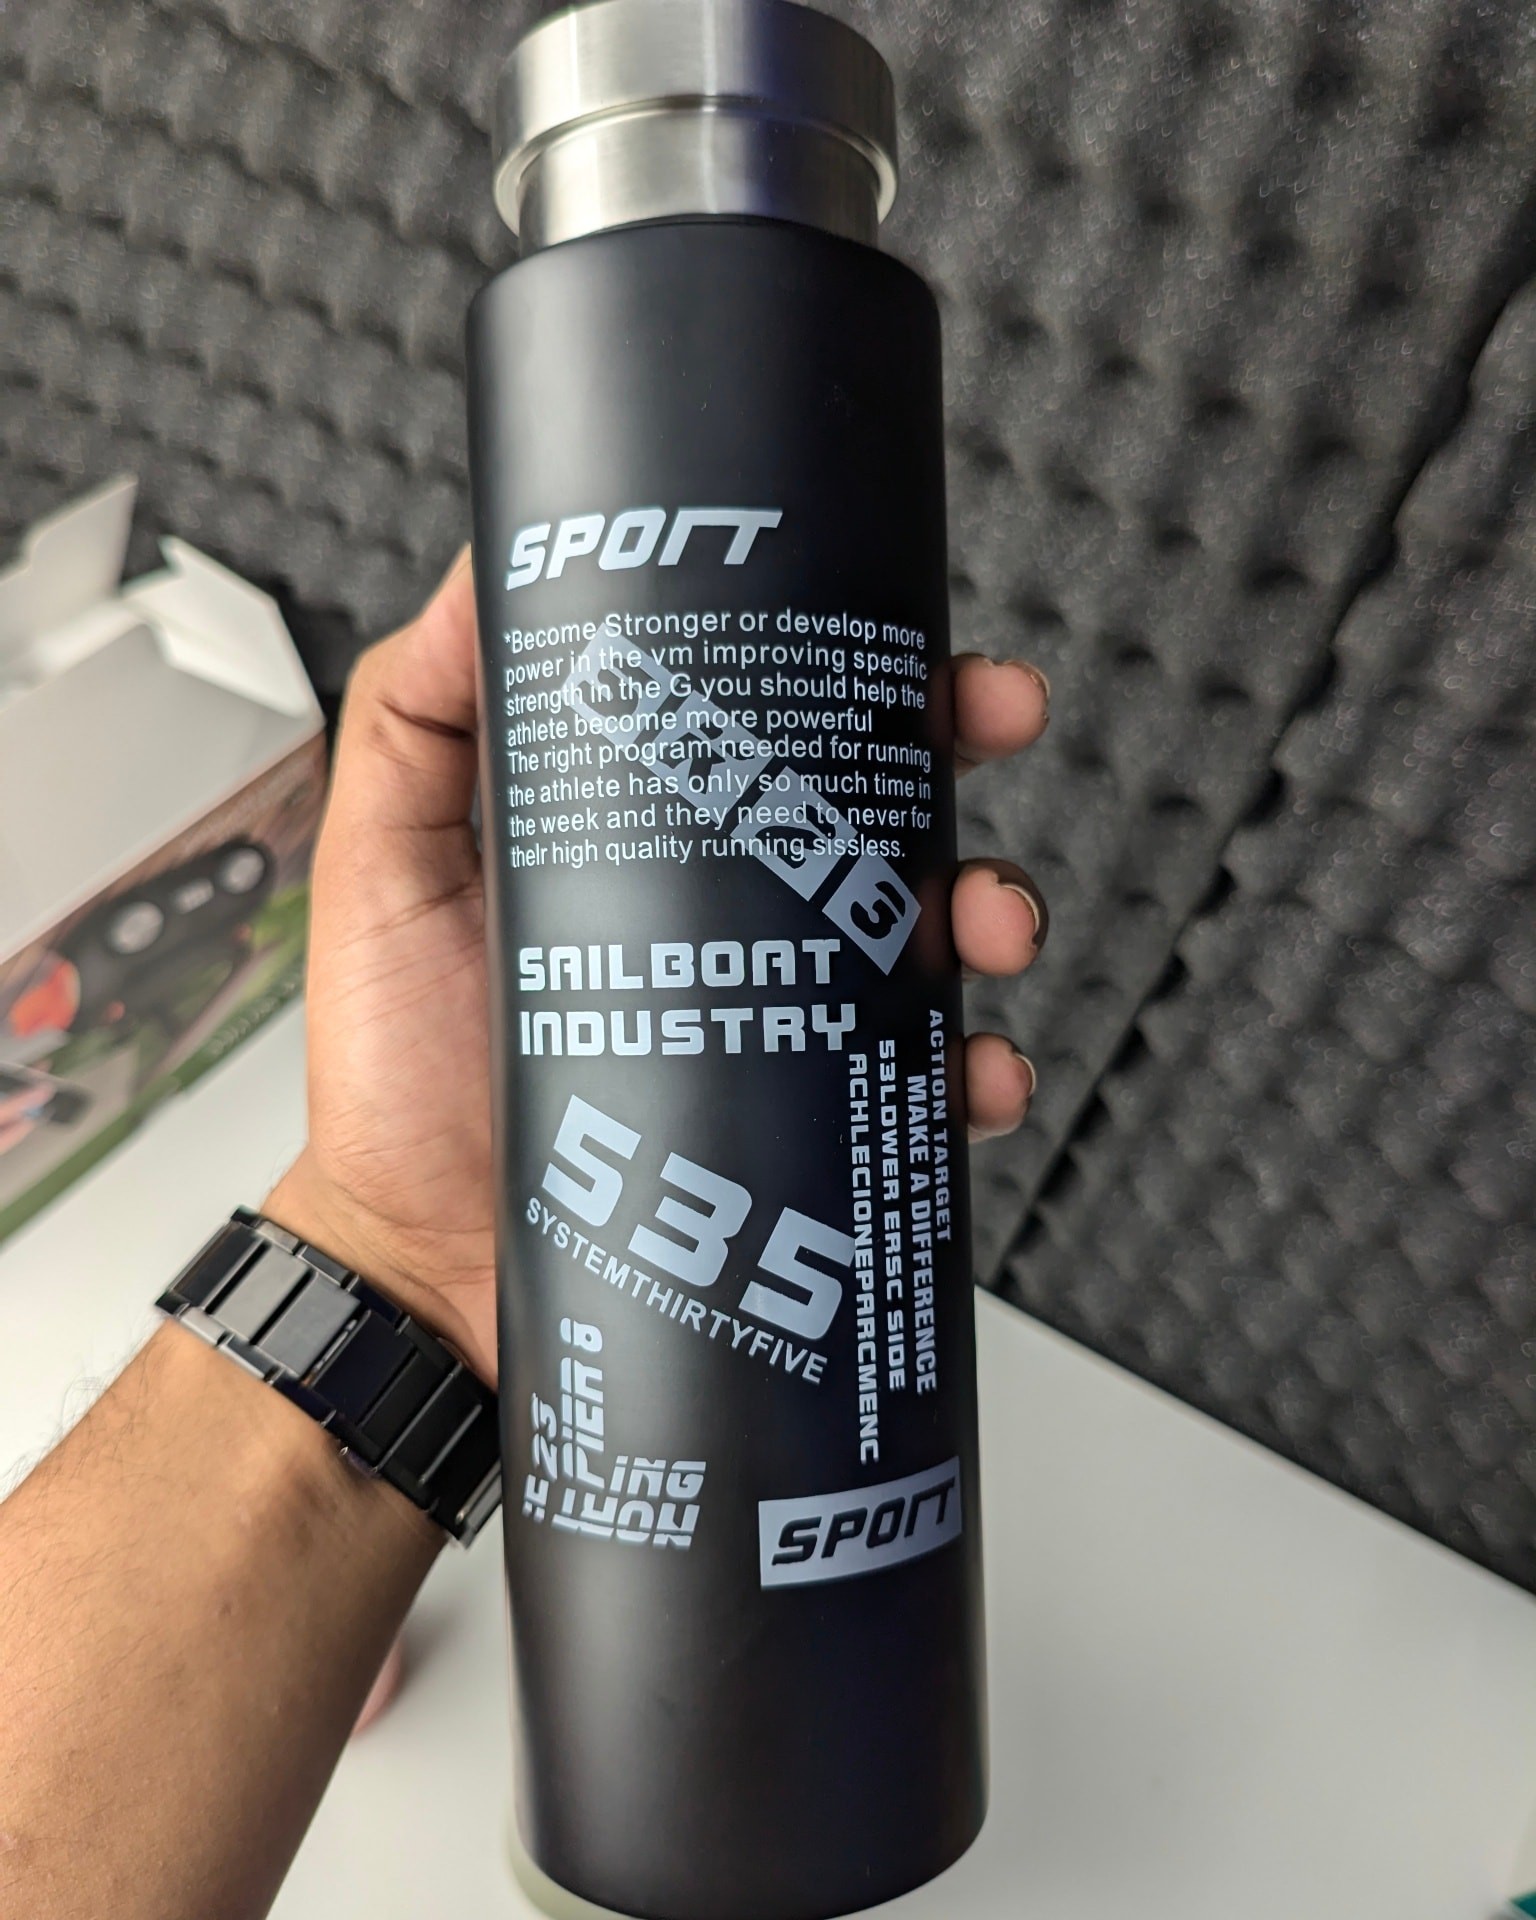 SPORT
*Become Stronger or develop more
power in the vm improving specific
strength in the G you should help the
athlete become more powerful
The right program needed for running
the athlete has only so much time in
the week and they need to never for
theIr high quality running sissless.
SAILBOAT
INDUSTRY
535
SYSTEMTHIRTYFIVE
ACTION TARGET
MAKE A DIFFERENCE
53LOWER ERSC SIDE
ACHLECIONEPARCMENC
SPORT